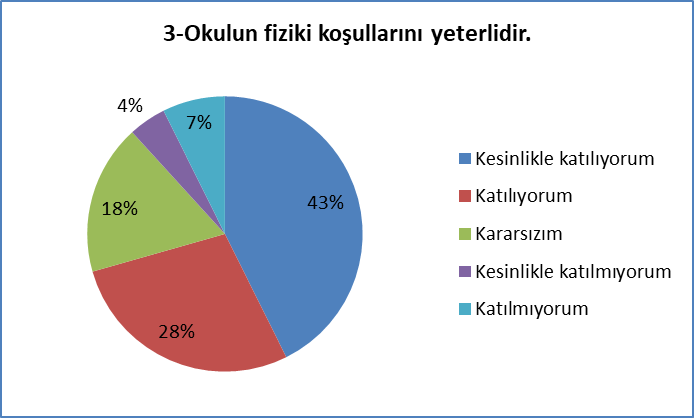 3-Okulun fiziki koşullarını yeterlidir.
4%
7%
43%
18%
28%
Kesinlikle katılıyorum
Katılıyorum
Kararsızım
Kesinlikle katılmıyorum
Katılmıyorum